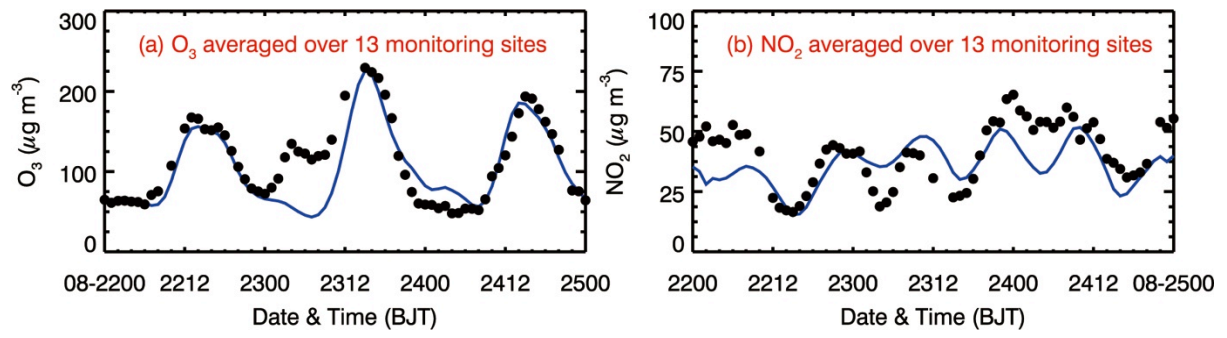 (a) O₃ averaged over 13 monitoring sites
O₃ (μg m⁻³)
300
200
100
0
08-2200 2212 2300 2312 2400 2412 2500
Date & Time (BJT)
(b) NO₂ averaged over 13 monitoring sites
NO₂ (μg m⁻³)
100
75
50
25
0
2200 2212 2300 2312 2400 2412 08-2500
Date & Time (BJT)